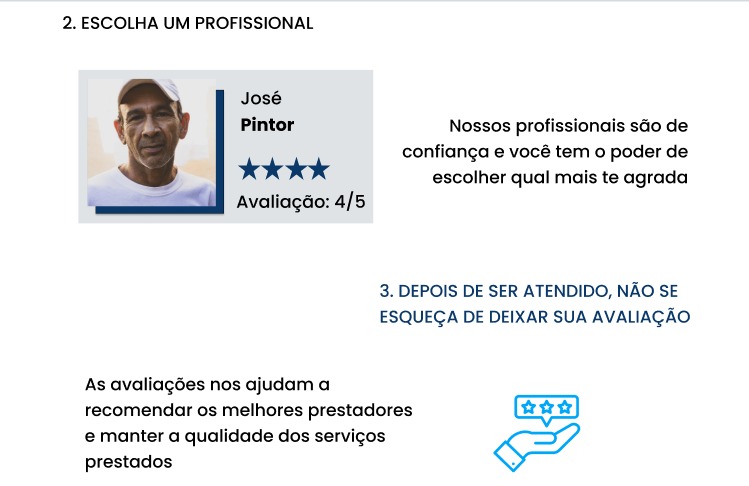 2. ESCOLHA UM PROFISSIONAL
José
Pintor
Avaliação: 4/5
Nossos profissionais são de
confiança e você tem o poder de
escolher qual mais te agrada
3. DEPOIS DE SER ATENDIDO, NÃO SE
ESQUEÇA DE DEIXAR SUA AVALIAÇÃO
As avaliações nos ajudam a
recomendar os melhores prestadores
e manter a qualidade dos serviços
prestados